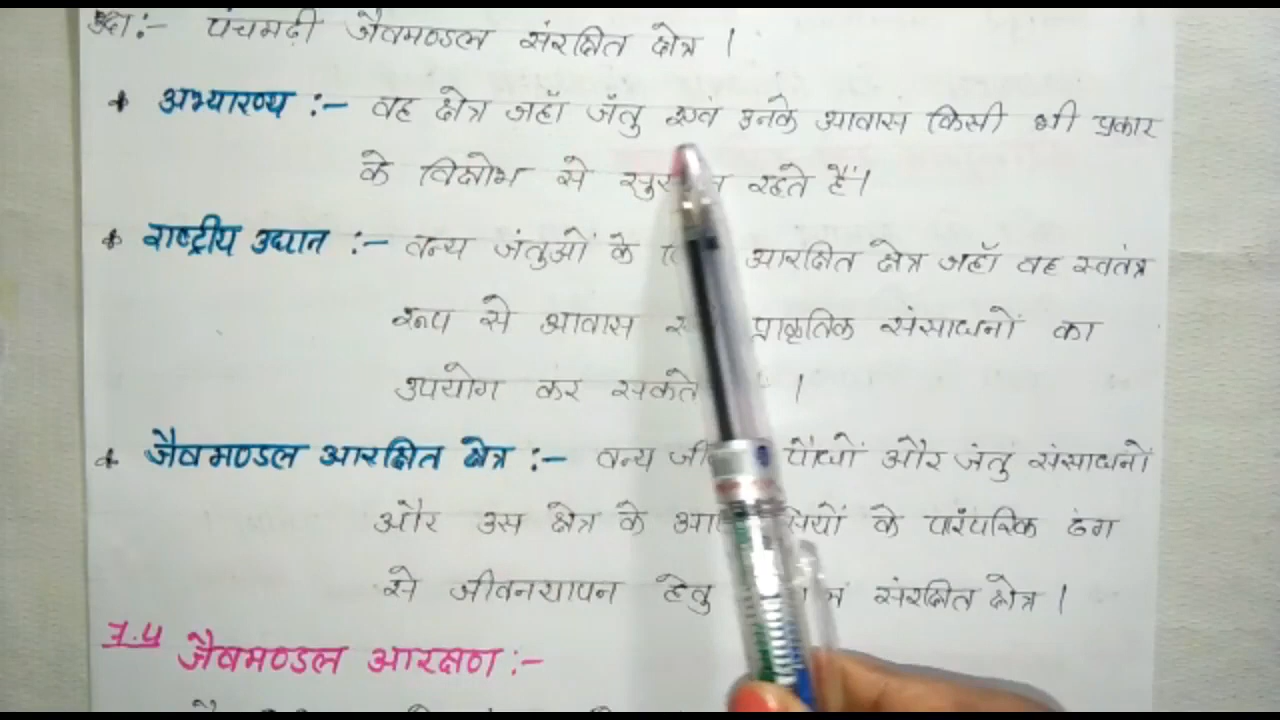 उदा:- पंचमढ़ी जैवमण्डल संरक्षित क्षेत्र ।
* अभ्यारण्य :- वह क्षेत्र जहाँ जंतु एवं उनके आवास किसी भी प्रकार
के विक्षोभ से रहते हैं।
* राष्ट्रीय उद्यान :- वन्य जंतुओं के आरक्षित क्षेत्र जहाँ वह स्वतंत्र
रूप से आवास प्राकृतिक संसाधनों का
उपयोग कर सकते ।
* जैवमण्डल आरक्षित क्षेत्र :- वन्य पौधों और जंतु संसाधनों
और उस क्षेत्र के के पारंपरिक ढंग
से जीवनयापन हेतु संरक्षित क्षेत्र ।
7.4 जैवमण्डल आरक्षण :-